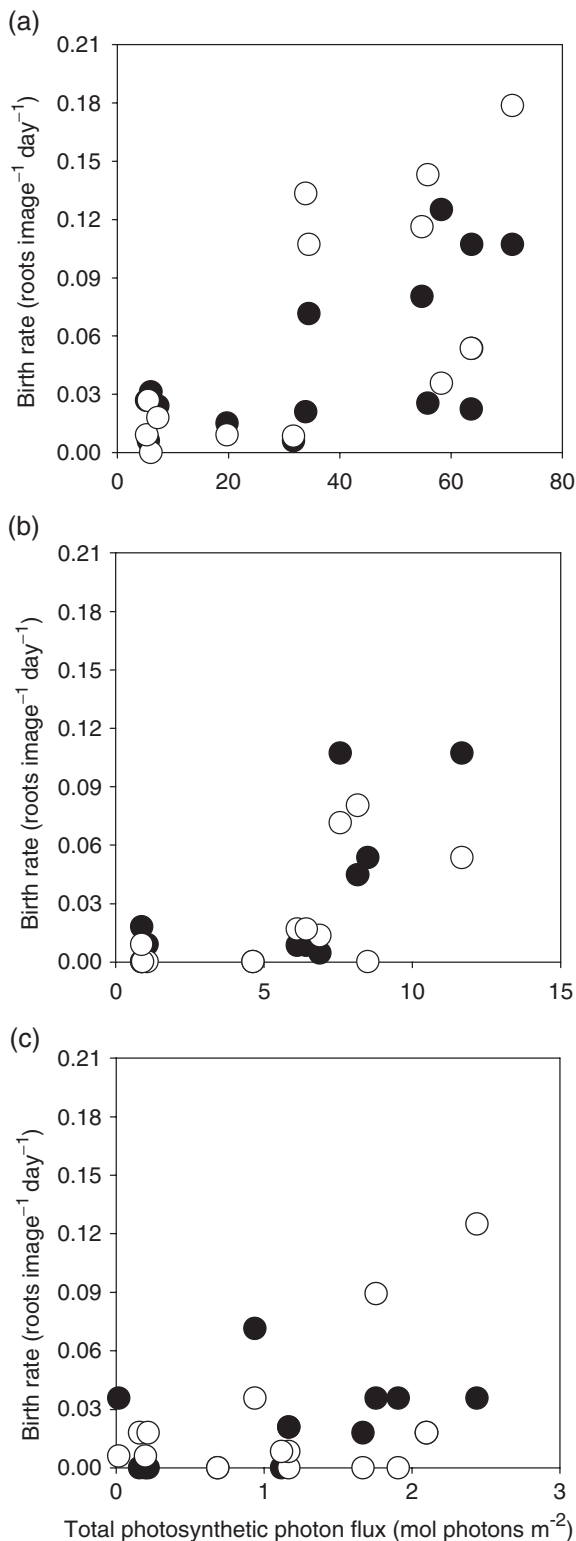 (a)
0.21
0.18
0.15
0.12
0.09
0.06
0.03
0.00
Birth rate (roots image⁻¹ day⁻¹)
0 20 40 60 80
(b)
0.21
0.18
0.15
0.12
0.09
0.06
0.03
0.00
Birth rate (roots image⁻¹ day⁻¹)
0 5 10 15
(c)
0.21
0.18
0.15
0.12
0.09
0.06
0.03
0.00
Birth rate (roots image⁻¹ day⁻¹)
0 1 2 3
Total photosynthetic photon flux (mol photons m⁻²)